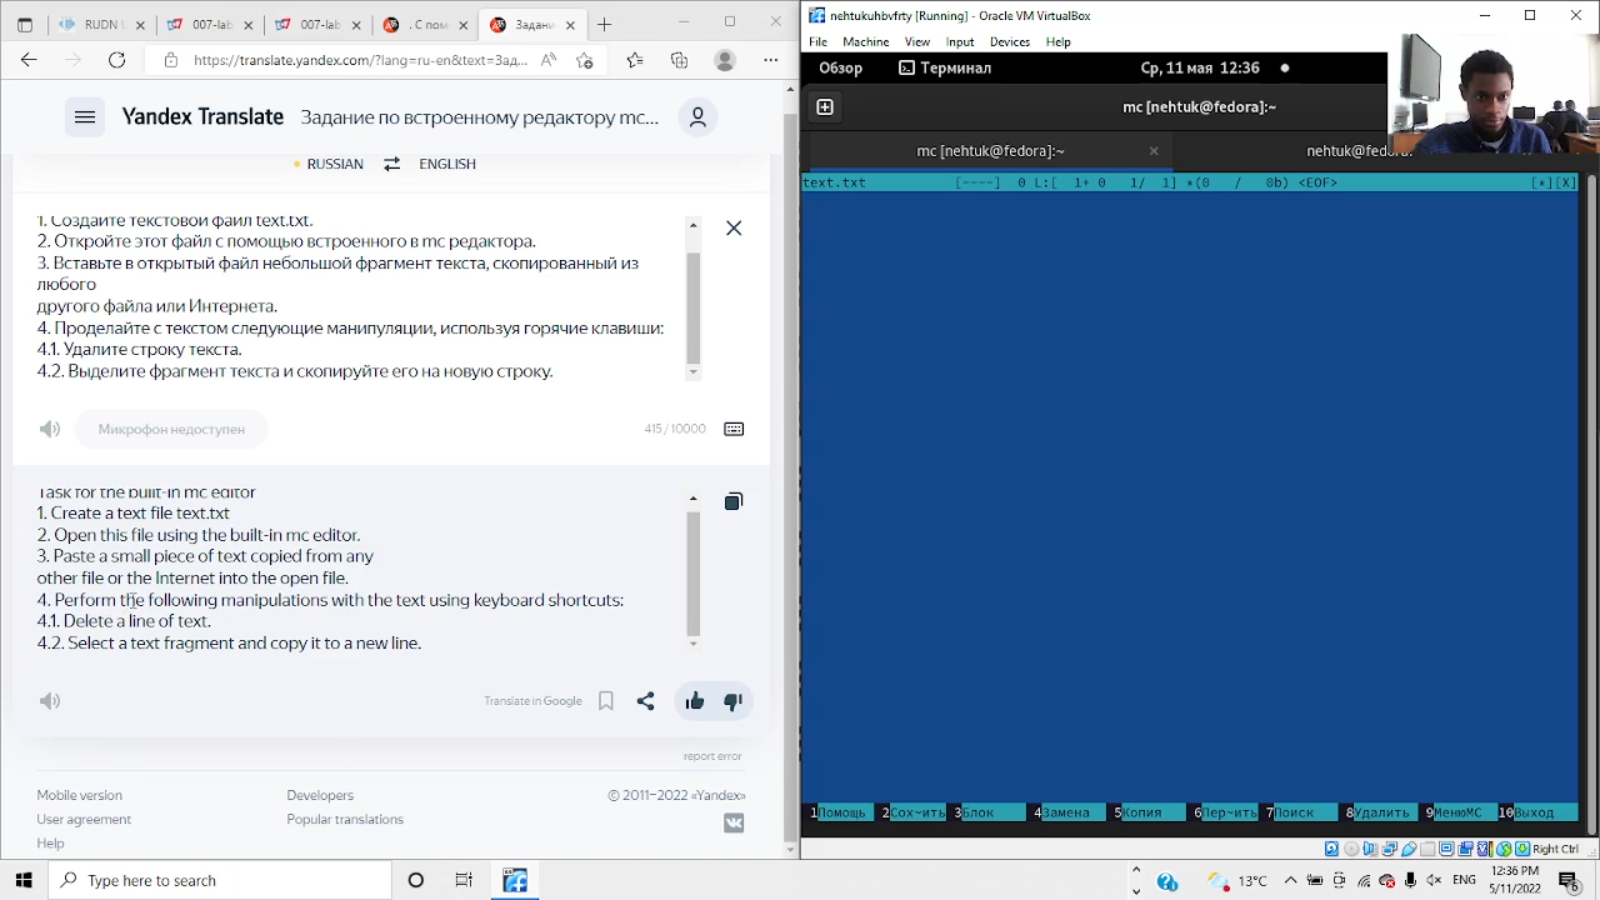 RUDN
007-lab
007-lab
. С пом
Задани
https://translate.yandex.com/?lang=ru-en&text=Зад...
Yandex Translate
Задание по встроенному редактору mc...
RUSSIAN
ENGLISH
1. Создайте текстовой файл text.txt.
2. Откройте этот файл с помощью встроенного в mc редактора.
3. Вставьте в открытый файл небольшой фрагмент текста, скопированный из
любого
другого файла или Интернета.
4. Проделайте с текстом следующие манипуляции, используя горячие клавиши:
4.1. Удалите строку текста.
4.2. Выделите фрагмент текста и скопируйте его на новую строку.
Микрофон недоступен
415 / 10000
Task for the built-in mc editor
1. Create a text file text.txt
2. Open this file using the built-in mc editor.
3. Paste a small piece of text copied from any
other file or the Internet into the open file.
4. Perform the following manipulations with the text using keyboard shortcuts:
4.1. Delete a line of text.
4.2. Select a text fragment and copy it to a new line.
Translate in Google
report error
Mobile version
Developers
© 2011–2022 «Yandex»
User agreement
Popular translations
Help
nehtukuhbvfrty [Running] - Oracle VM VirtualBox
File Machine View Input Devices Help
Обзор
Терминал
Ср, 11 мая 12:36
mc [nehtuk@fedora]:~
mc [nehtuk@fedora]:~
nehtuk@fedora:
text.txt [----] 0 L:[ 1+ 0 1/ 1] *(0 / 0b) <EOF> [*][X]
1Помощь 2Сох~ить 3Блок 4Замена 5Копия 6Пер~ить 7Поиск 8Удалить 9МенюMC 10Выход
Right Ctrl
Type here to search
13°C
ENG
12:36 PM
5/11/2022
6